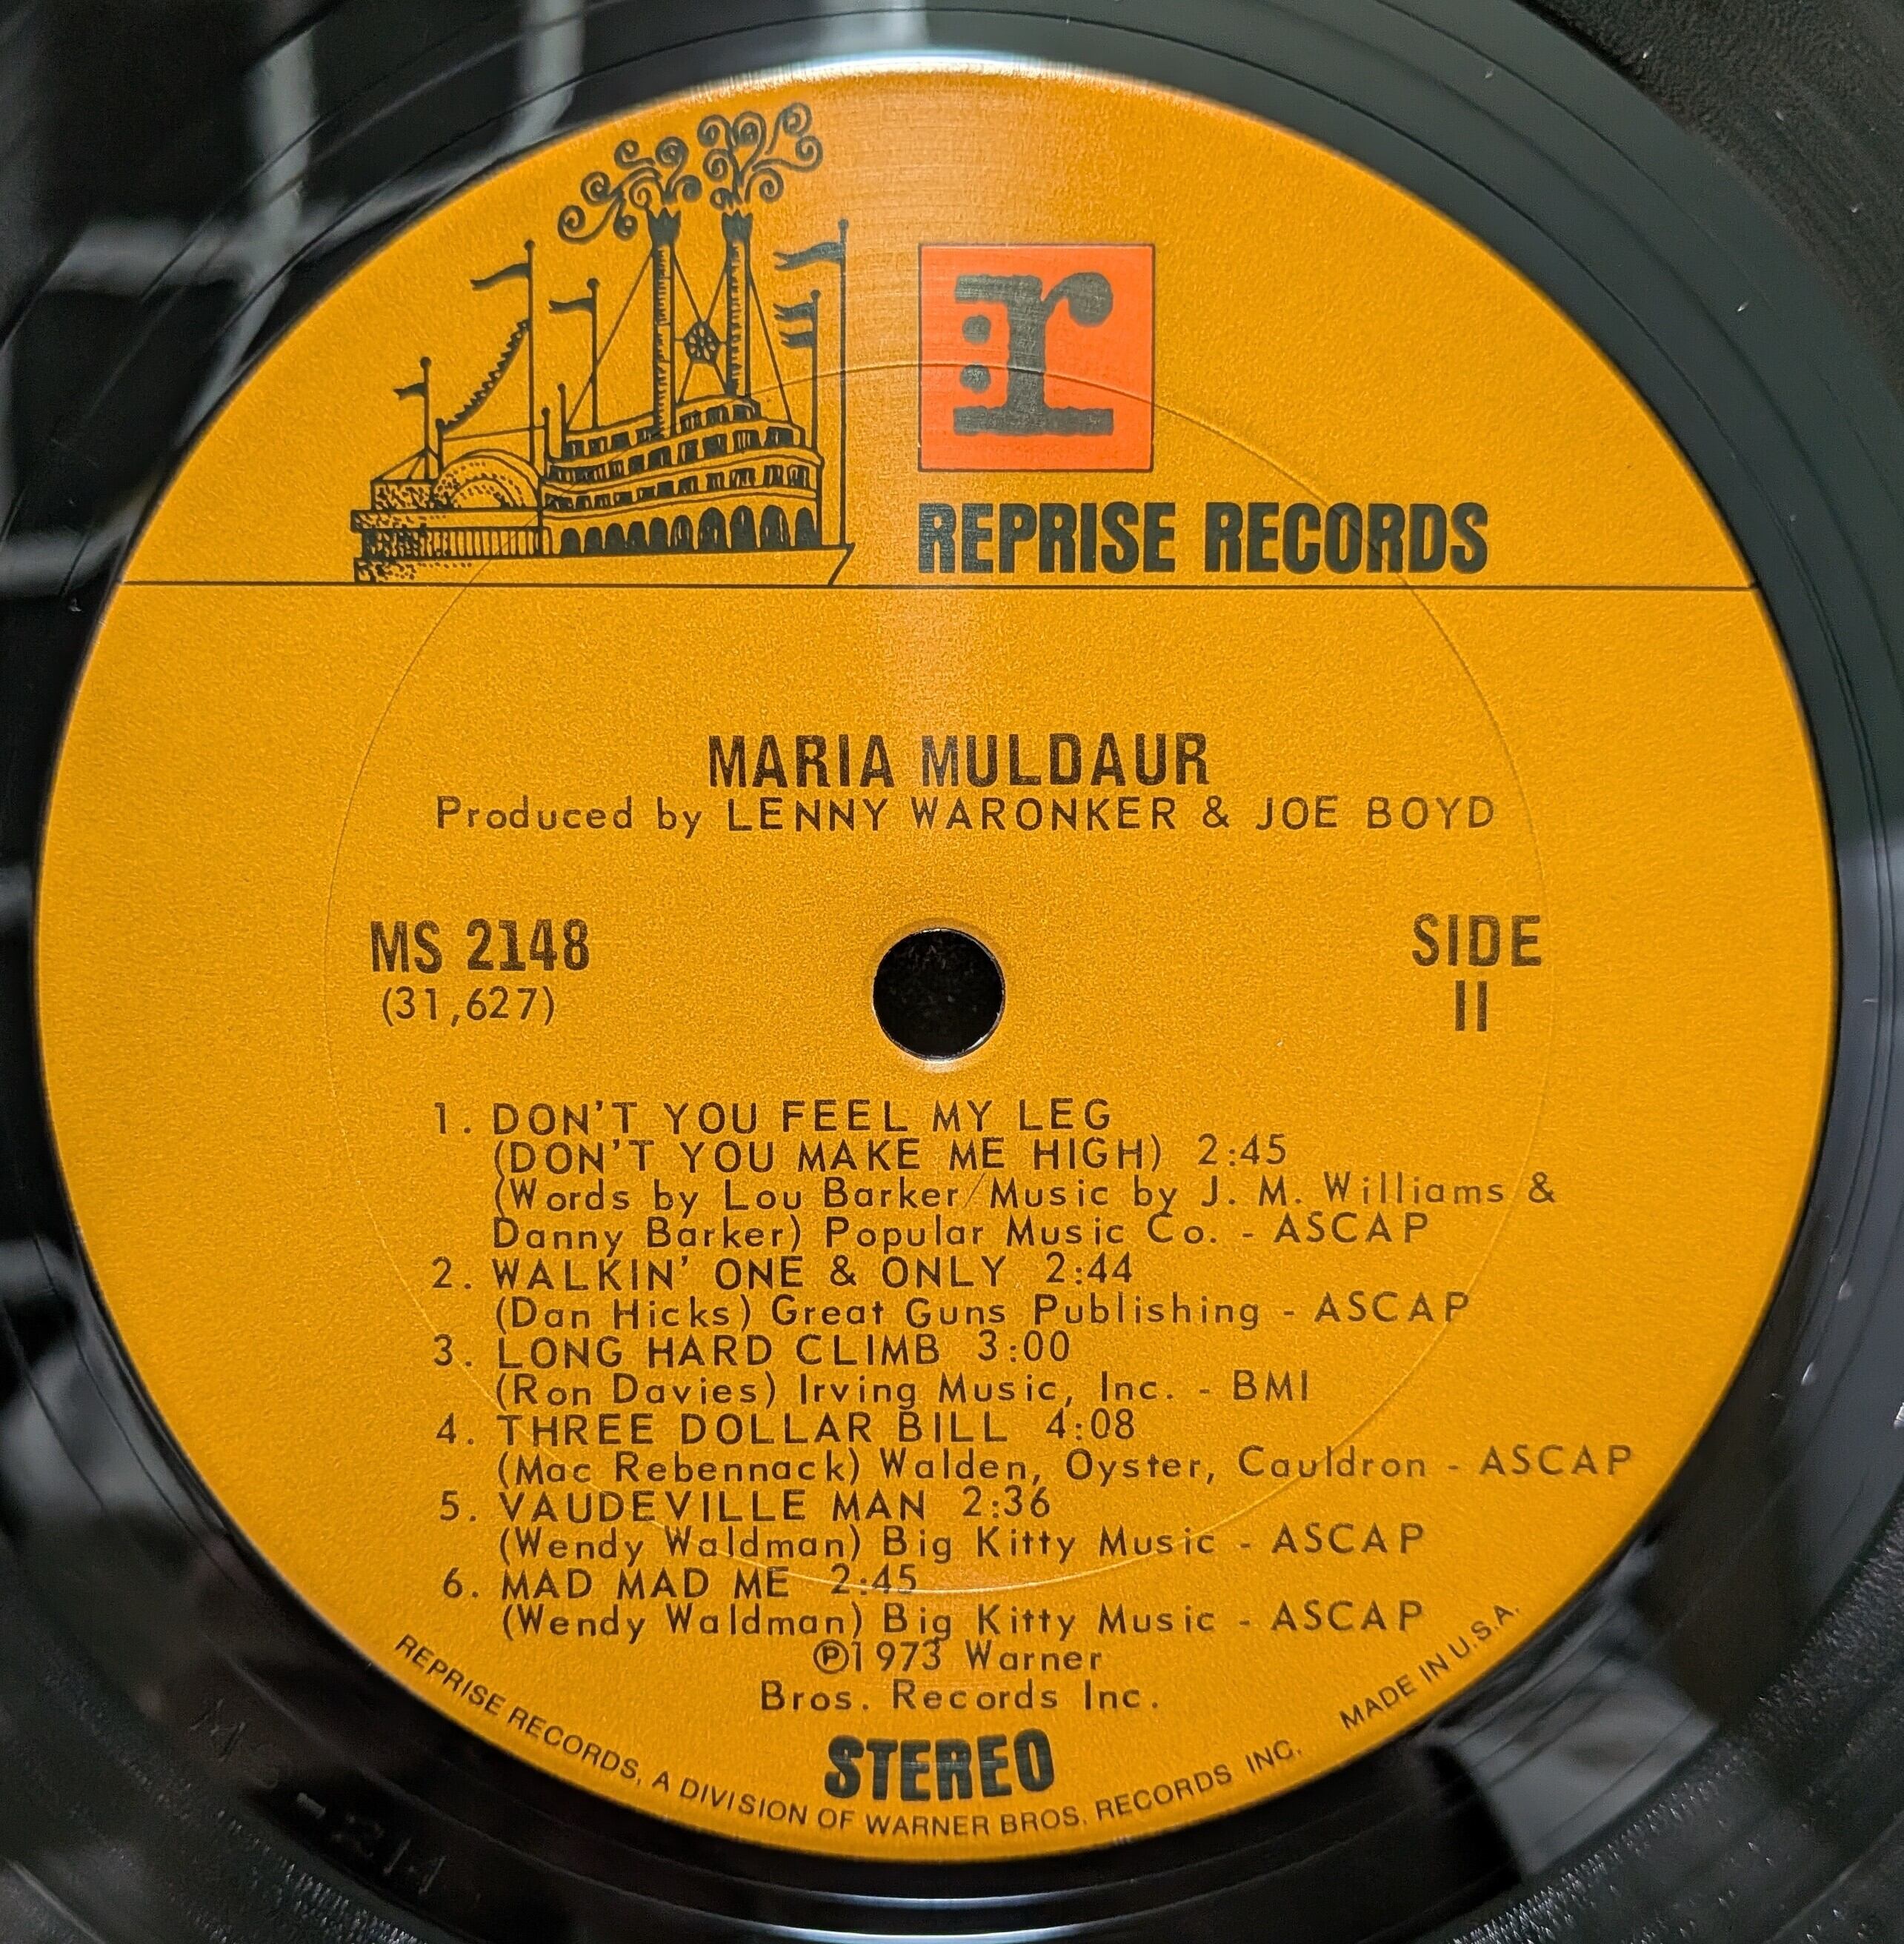 r:
REPRISE RECORDS
MARIA MULDAUR
Produced by LENNY WARONKER & JOE BOYD
MS 2148
(31,627)
SIDE
II
1. DON'T YOU FEEL MY LEG
(DON'T YOU MAKE ME HIGH) 2:45
(Words by Lou Barker/Music by J. M. Williams &
Danny Barker) Popular Music Co. - ASCAP
2. WALKIN' ONE & ONLY 2:44
(Dan Hicks) Great Guns Publishing - ASCAP
3. LONG HARD CLIMB 3:00
(Ron Davies) Irving Music, Inc. - BMI
4. THREE DOLLAR BILL 4:08
(Mac Rebennack) Walden, Oyster, Cauldron - ASCAP
5. VAUDEVILLE MAN 2:36
(Wendy Waldman) Big Kitty Music - ASCAP
6. MAD MAD ME 2:45
(Wendy Waldman) Big Kitty Music - ASCAP
℗1973 Warner
Bros. Records Inc.
STEREO
REPRISE RECORDS, A DIVISION OF WARNER BROS. RECORDS INC. MADE IN U.S.A.